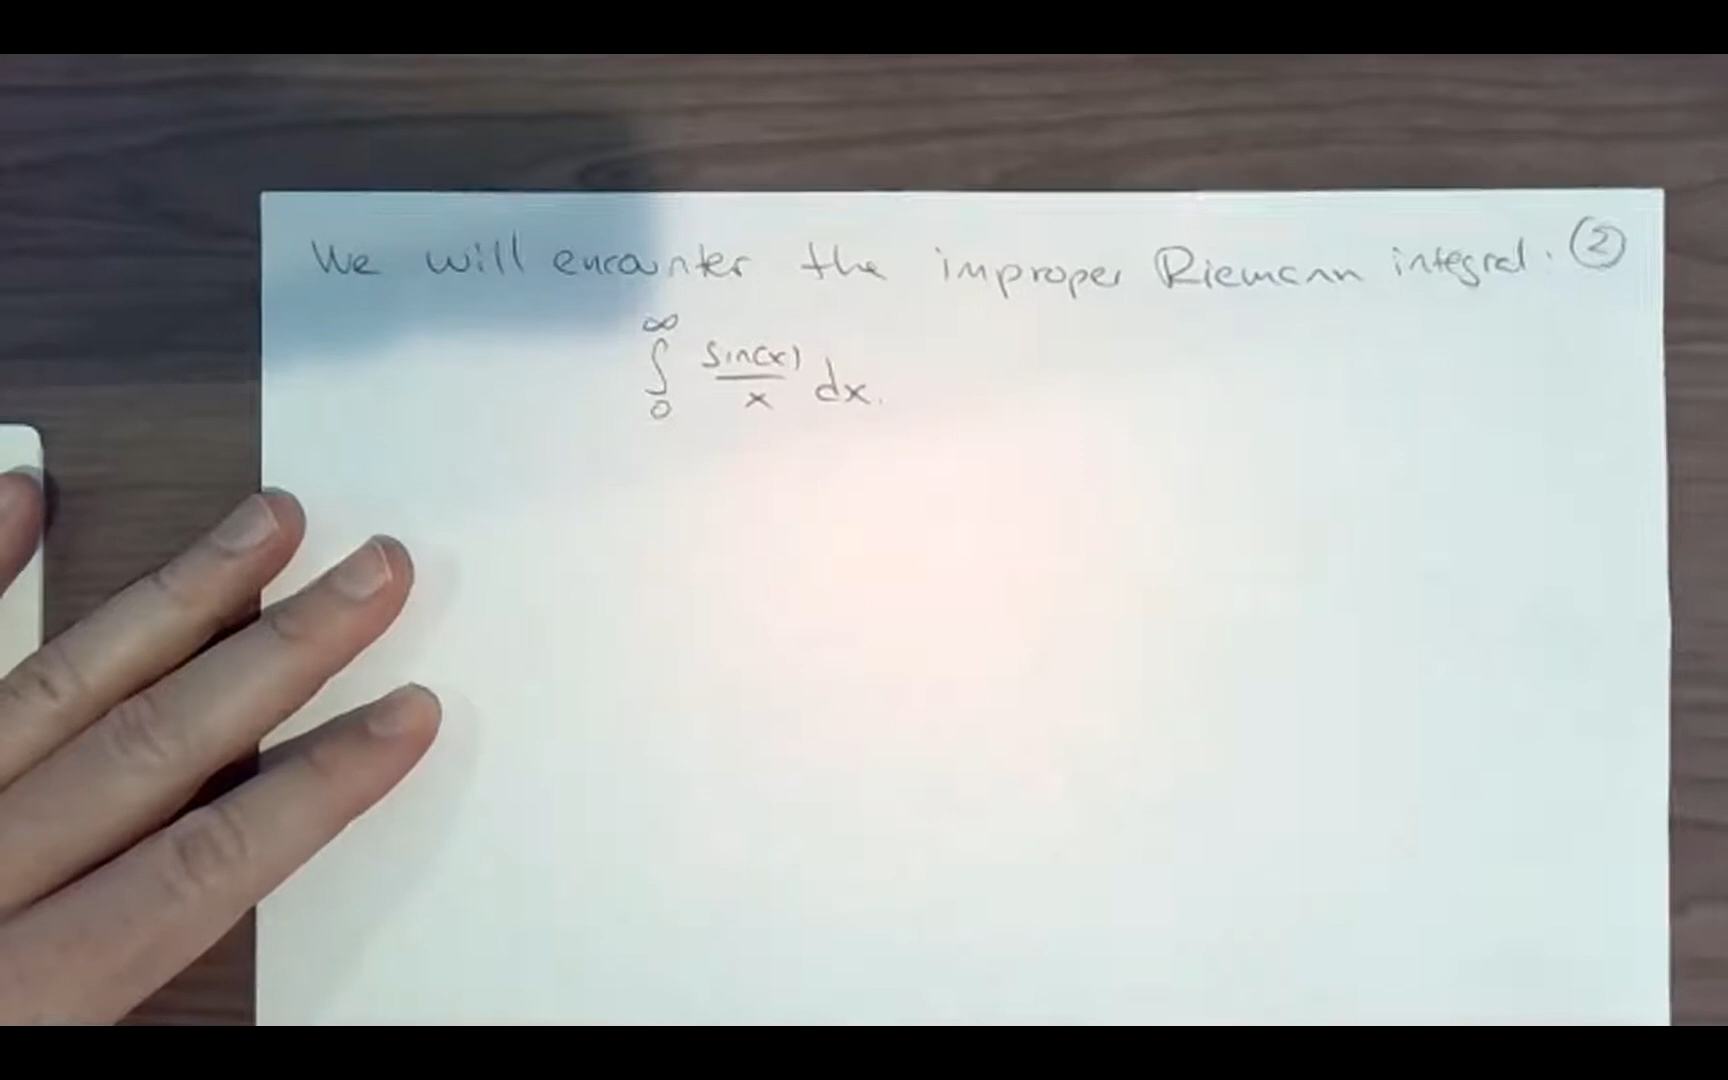 We will encounter the improper Riemann integral. ②
∫₀^∞ sin(x)/x dx.